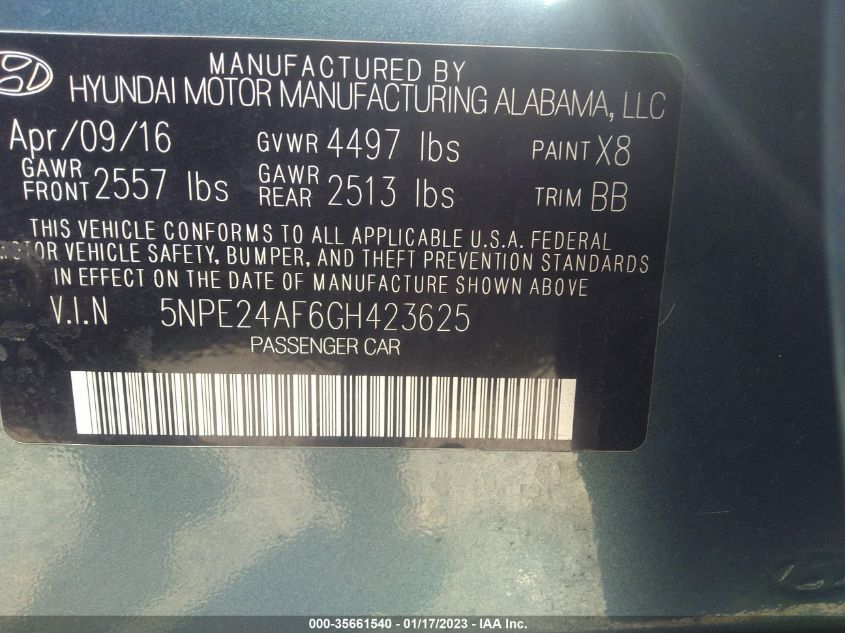 MANUFACTURED BY
HYUNDAI MOTOR MANUFACTURING ALABAMA, LLC
Apr/09/16 GVWR 4497 lbs PAINT X8
GAWR FRONT 2557 lbs GAWR REAR 2513 lbs TRIM BB
THIS VEHICLE CONFORMS TO ALL APPLICABLE U.S.A. FEDERAL
VEHICLE SAFETY, BUMPER, AND THEFT PREVENTION STANDARDS
IN EFFECT ON THE DATE OF MANUFACTURE SHOWN ABOVE
V.I.N 5NPE24AF6GH423625
PASSENGER CAR
000-35661540 - 01/17/2023 - IAA Inc.